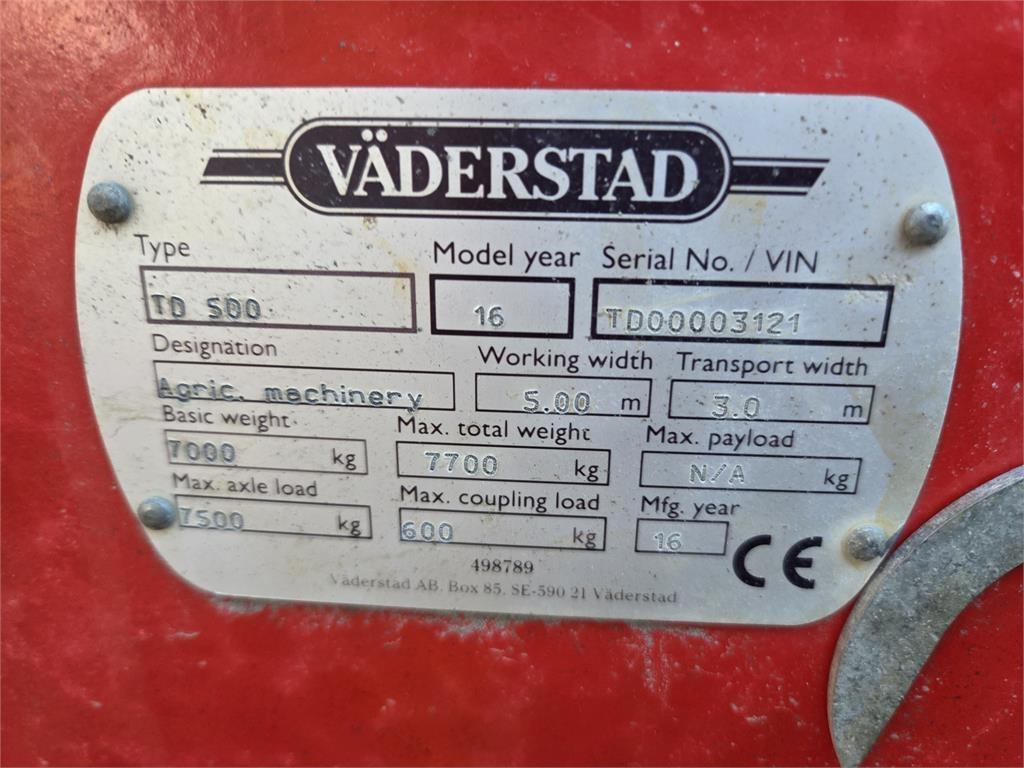 VÄDERSTAD
Type Model year Serial No. / VIN
TD 500 16 TD00003121
Designation Working width Transport width
Agric. machinery 5.00 m 3.0 m
Basic weight Max. total weight Max. payload
7000 kg 7700 kg N/A kg
Max. axle load Max. coupling load Mfg. year
7500 kg 600 kg 16
CE
498789
Väderstad AB. Box 85. SE-590 21 Väderstad